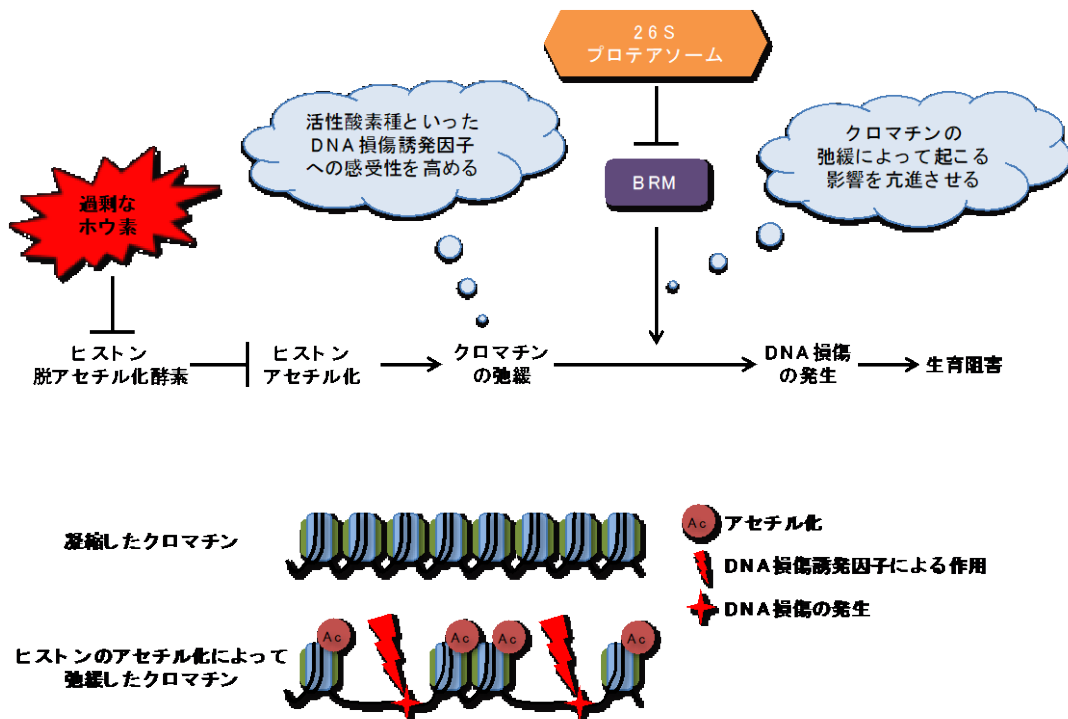 26S
プロテアソーム
活性酸素種といった
DNA損傷誘発因子
への感受性を高める
クロマチンの
弛緩によって起こる
影響を亢進させる
BRM
過剰な
ホウ素
ヒストン
脱アセチル化酵素
ヒストン
アセチル化
クロマチン
の弛緩
DNA損傷
の発生
生育阻害
凝縮したクロマチン
Ac
アセチル化
DNA損傷誘発因子による作用
DNA損傷の発生
ヒストンのアセチル化によって
弛緩したクロマチン
Ac
Ac
Ac
Ac